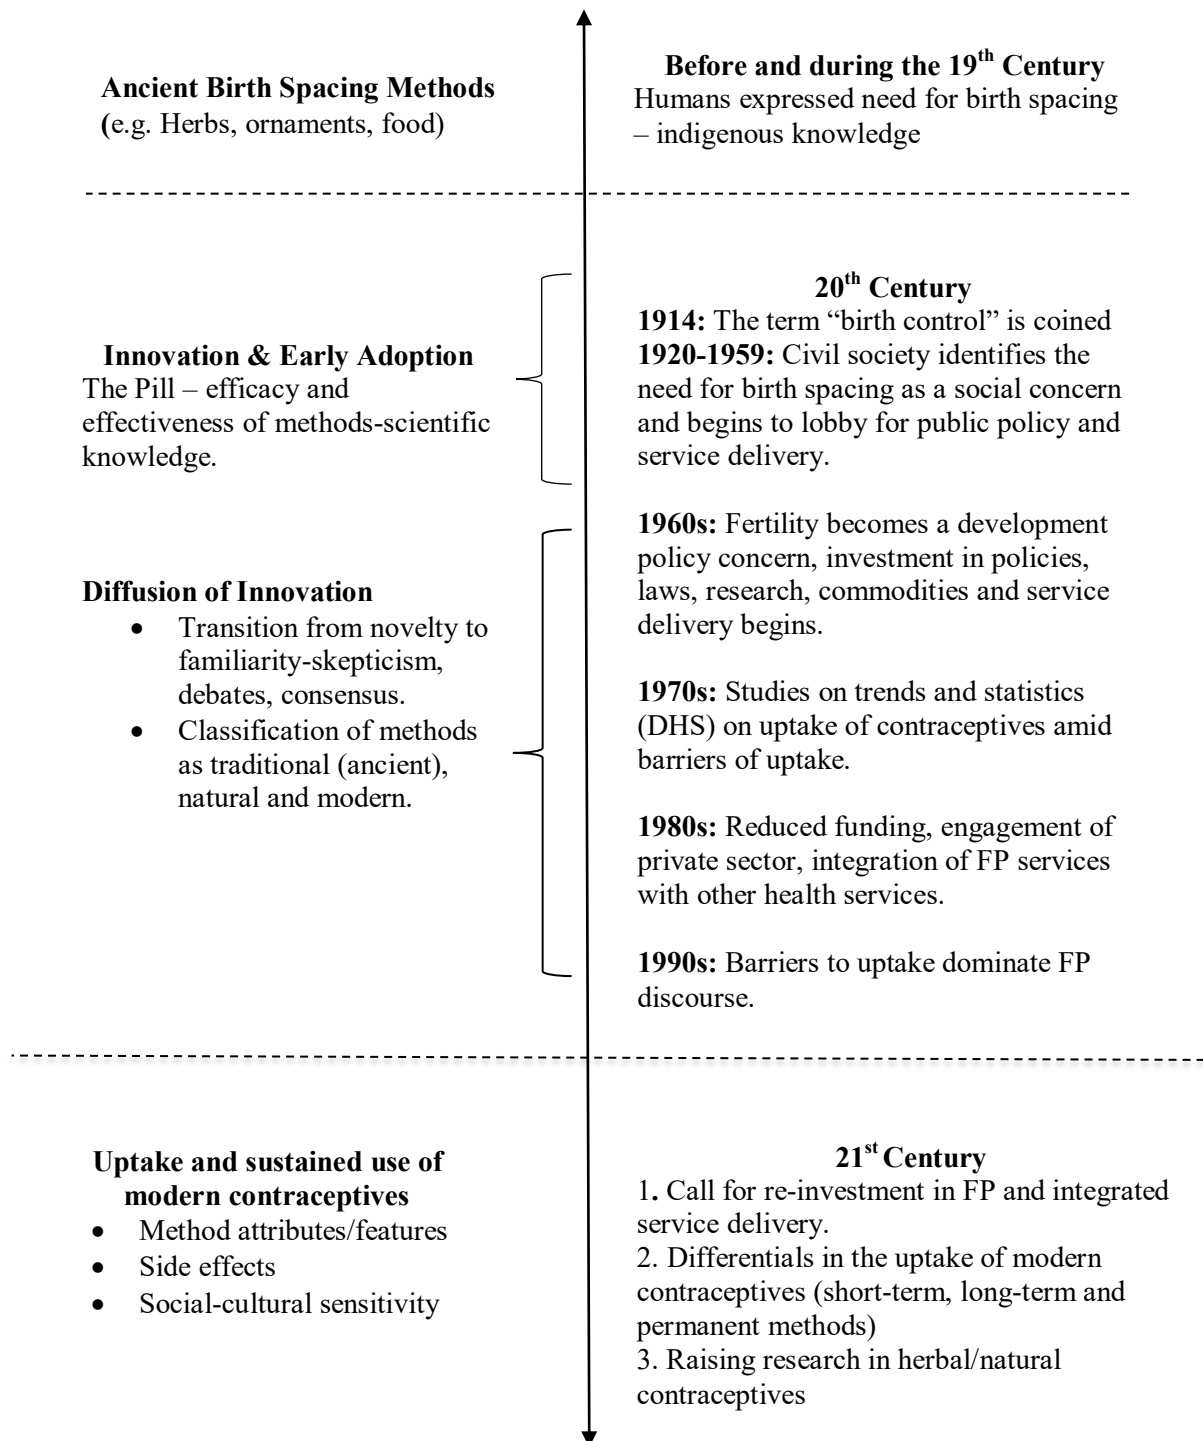 Ancient Birth Spacing Methods
(e.g. Herbs, ornaments, food)
Before and during the 19th Century
Humans expressed need for birth spacing
– indigenous knowledge
Innovation & Early Adoption
The Pill – efficacy and
effectiveness of methods-scientific
knowledge.
20th Century
1914: The term “birth control” is coined
1920-1959: Civil society identifies the
need for birth spacing as a social concern
and begins to lobby for public policy and
service delivery.
Diffusion of Innovation
• Transition from novelty to
familiarity-skepticism,
debates, consensus.
• Classification of methods
as traditional (ancient),
natural and modern.
1960s: Fertility becomes a development
policy concern, investment in policies,
laws, research, commodities and service
delivery begins.
1970s: Studies on trends and statistics
(DHS) on uptake of contraceptives amid
barriers of uptake.
1980s: Reduced funding, engagement of
private sector, integration of FP services
with other health services.
1990s: Barriers to uptake dominate FP
discourse.
Uptake and sustained use of
modern contraceptives
• Method attributes/features
• Side effects
• Social-cultural sensitivity
21st Century
1. Call for re-investment in FP and integrated
service delivery.
2. Differentials in the uptake of modern
contraceptives (short-term, long-term and
permanent methods)
3. Raising research in herbal/natural
contraceptives